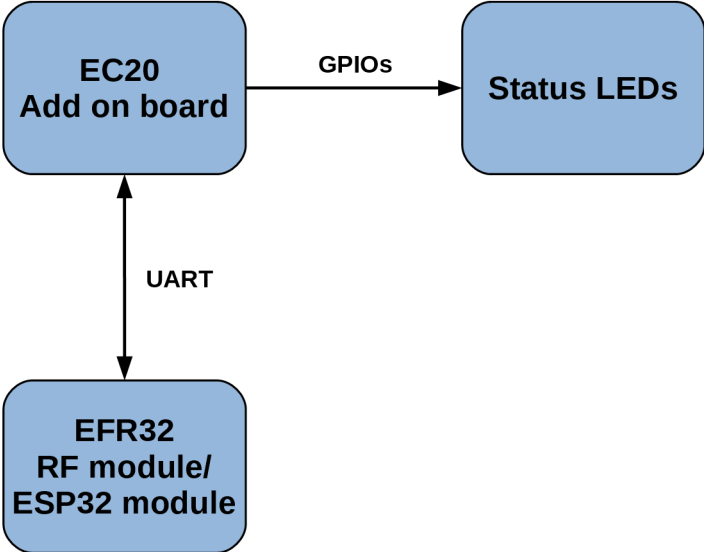 EC20
Add on board
GPIOs
Status LEDs
UART
EFR32
RF module/
ESP32 module